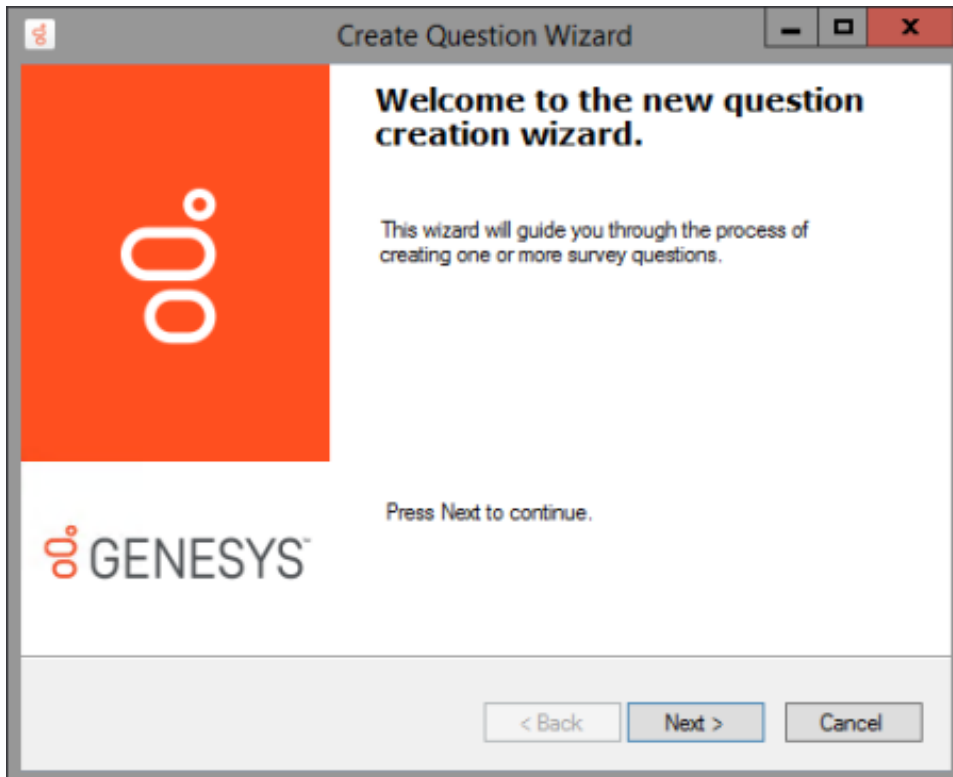 Create Question Wizard
Welcome to the new question
creation wizard.
This wizard will guide you through the process of
creating one or more survey questions.
Press Next to continue.
GENESYS™
< Back
Next >
Cancel